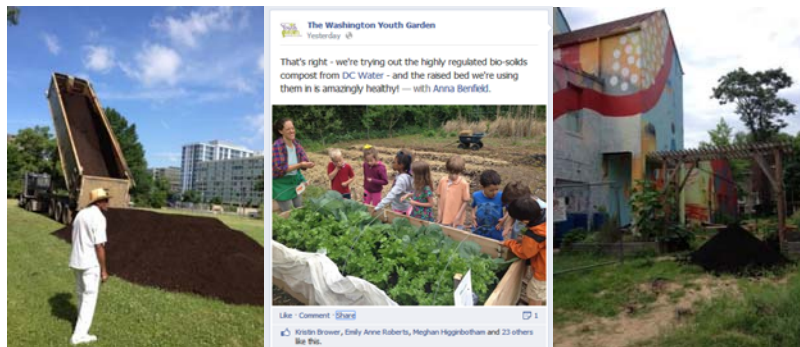 The Washington Youth Garden
Yesterday
That's right - we're trying out the highly regulated bio-solids
compost from DC Water - and the raised bed we're using
them in is amazingly healthy! — with Anna Benfield.
Like · Comment · Share
1
Kristin Brower, Emily Anne Roberts, Meghan Higginbotham and 23 others
like this.